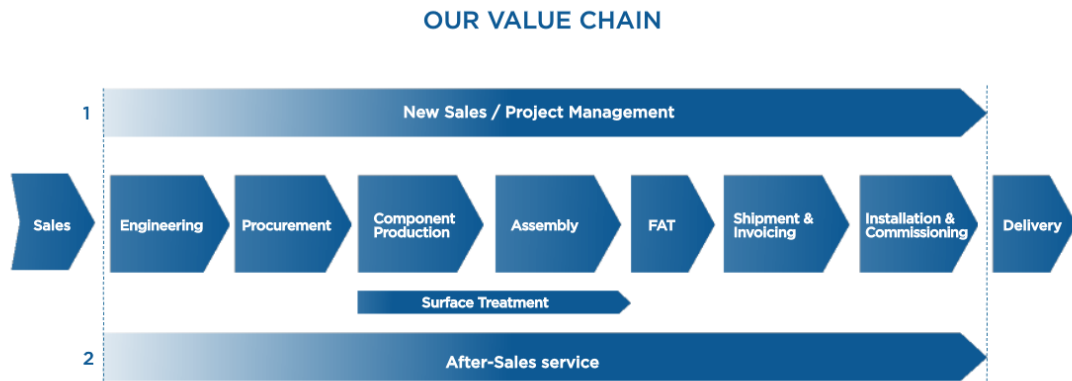 OUR VALUE CHAIN
1
New Sales / Project Management
Sales
Engineering
Procurement
Component
Production
Assembly
FAT
Shipment &
Invoicing
Installation &
Commissioning
Delivery
Surface Treatment
2
After-Sales service